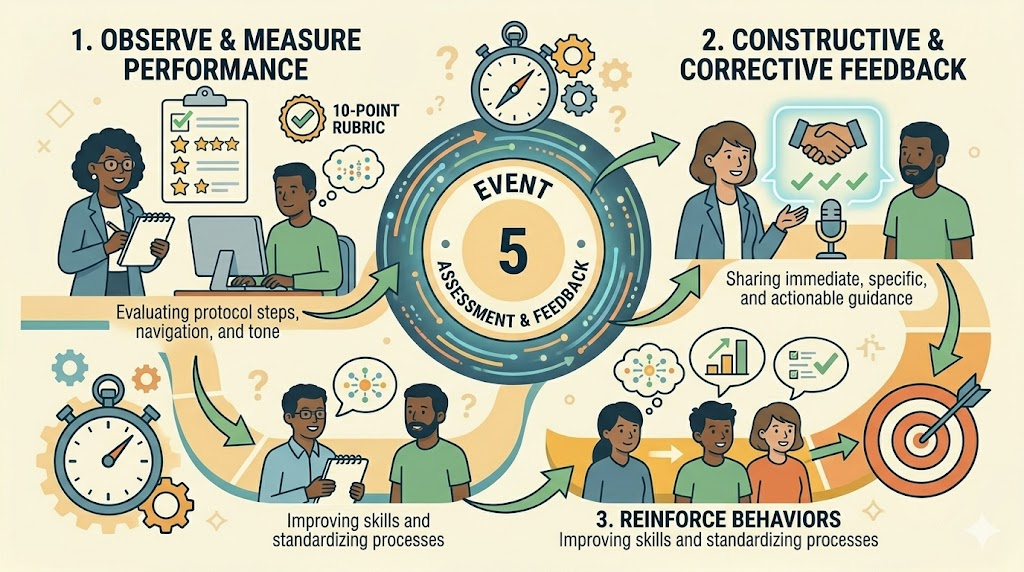 1. OBSERVE & MEASURE
PERFORMANCE
10-POINT
RUBRIC
Evaluating protocol steps,
navigation, and tone
EVENT
5
ASSESSMENT & FEEDBACK
2. CONSTRUCTIVE &
CORRECTIVE FEEDBACK
Sharing immediate, specific,
and actionable guidance
Improving skills and
standardizing processes
3. REINFORCE BEHAVIORS
Improving skills and standardizing processes